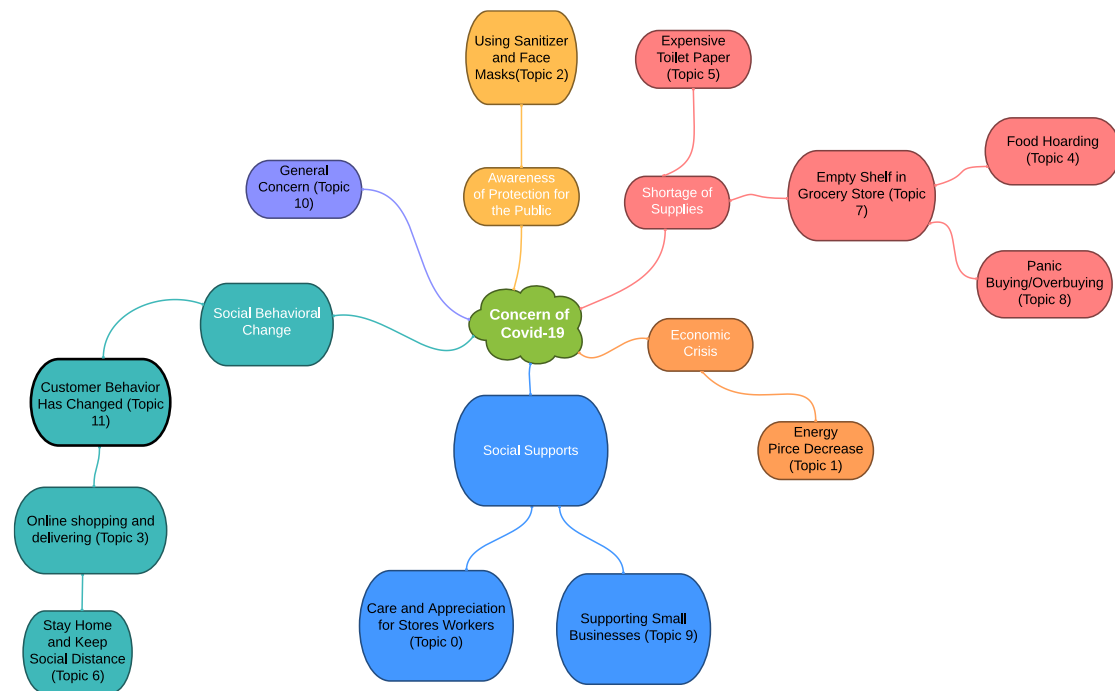 Using Sanitizer
and Face
Masks(Topic 2)
Expensive
Toilet Paper
(Topic 5)
Food Hoarding
(Topic 4)
General
Concern (Topic
10)
Awareness
of Protection for
the Public
Shortage of
Supplies
Empty Shelf in
Grocery Store (Topic
7)
Panic
Buying/Overbuying
(Topic 8)
Social Behavioral
Change
Concern of
Covid-19
Economic
Crisis
Customer Behavior
Has Changed (Topic
11)
Social Supports
Energy
Pirce Decrease
(Topic 1)
Online shopping and
delivering (Topic 3)
Stay Home
and Keep
Social Distance
(Topic 6)
Care and Appreciation
for Stores Workers
(Topic 0)
Supporting Small
Businesses (Topic 9)